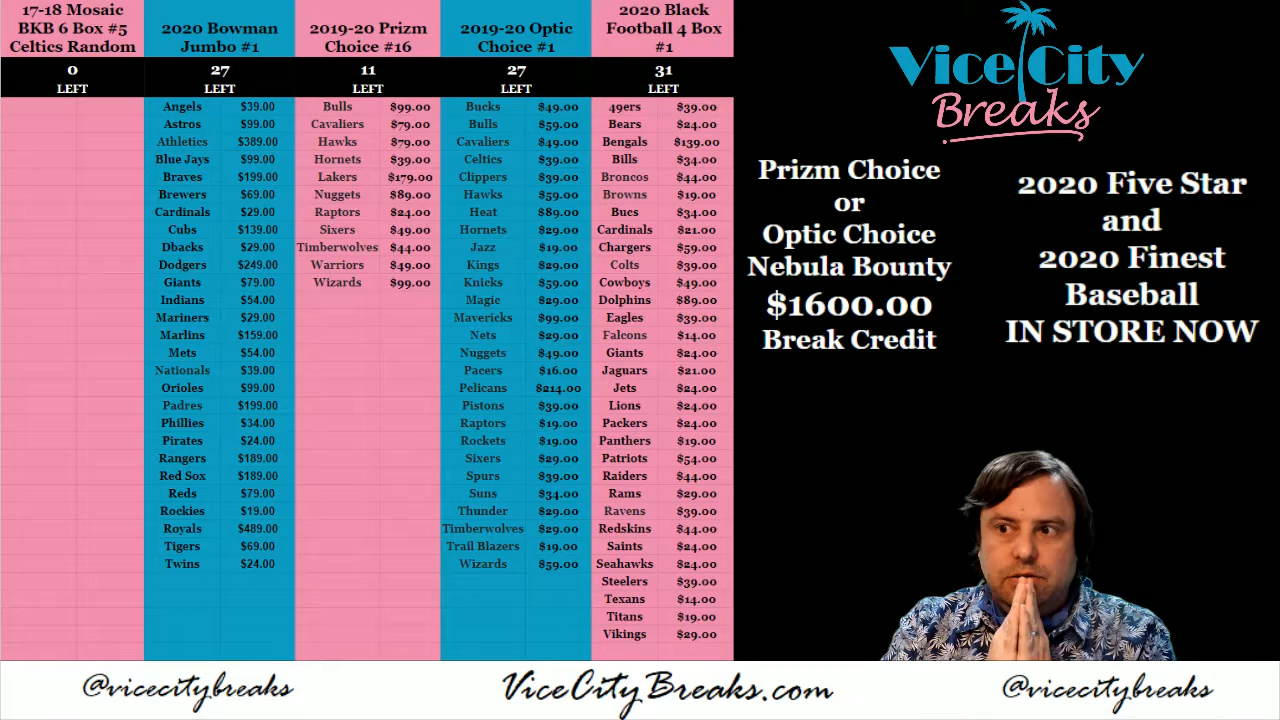 17-18 Mosaic
BKB 6 Box #5
Celtics Random
0
LEFT
2020 Bowman
Jumbo #1
27
LEFT
Angels $39.00
Astros $99.00
Athletics $389.00
Blue Jays $99.00
Braves $199.00
Brewers $69.00
Cardinals $29.00
Cubs $139.00
Dbacks $29.00
Dodgers $249.00
Giants $79.00
Indians $54.00
Mariners $29.00
Marlins $159.00
Mets $54.00
Nationals $39.00
Orioles $99.00
Padres $199.00
Phillies $34.00
Pirates $24.00
Rangers $189.00
Red Sox $189.00
Reds $79.00
Rockies $19.00
Royals $489.00
Tigers $69.00
Twins $24.00
2019-20 Prizm
Choice #16
11
LEFT
Bulls $99.00
Cavaliers $79.00
Hawks $79.00
Hornets $39.00
Lakers $179.00
Nuggets $89.00
Raptors $24.00
Sixers $49.00
Timberwolves $44.00
Warriors $49.00
Wizards $99.00
2019-20 Optic
Choice #1
27
LEFT
Bucks $49.00
Bulls $59.00
Cavaliers $49.00
Celtics $39.00
Clippers $39.00
Hawks $59.00
Heat $89.00
Hornets $29.00
Jazz $19.00
Kings $29.00
Knicks $59.00
Magic $29.00
Mavericks $99.00
Nets $29.00
Nuggets $49.00
Pacers $16.00
Pelicans $214.00
Pistons $39.00
Raptors $19.00
Rockets $19.00
Sixers $29.00
Spurs $39.00
Suns $34.00
Thunder $29.00
Timberwolves $29.00
Trail Blazers $19.00
Wizards $59.00
2020 Black
Football 4 Box
#1
31
LEFT
49ers $39.00
Bears $24.00
Bengals $139.00
Bills $34.00
Broncos $44.00
Browns $19.00
Bucs $34.00
Cardinals $21.00
Chargers $59.00
Colts $39.00
Cowboys $49.00
Dolphins $89.00
Eagles $39.00
Falcons $14.00
Giants $24.00
Jaguars $21.00
Jets $24.00
Lions $24.00
Packers $24.00
Panthers $19.00
Patriots $54.00
Raiders $44.00
Rams $29.00
Ravens $39.00
Redskins $44.00
Saints $24.00
Seahawks $24.00
Steelers $39.00
Texans $14.00
Titans $19.00
Vikings $29.00
Vice City
Breaks
Prizm Choice
or
Optic Choice
Nebula Bounty
$1600.00
Break Credit
2020 Five Star
and
2020 Finest
Baseball
IN STORE NOW
@vicecitybreaks
ViceCityBreaks.com
@vicecitybreaks